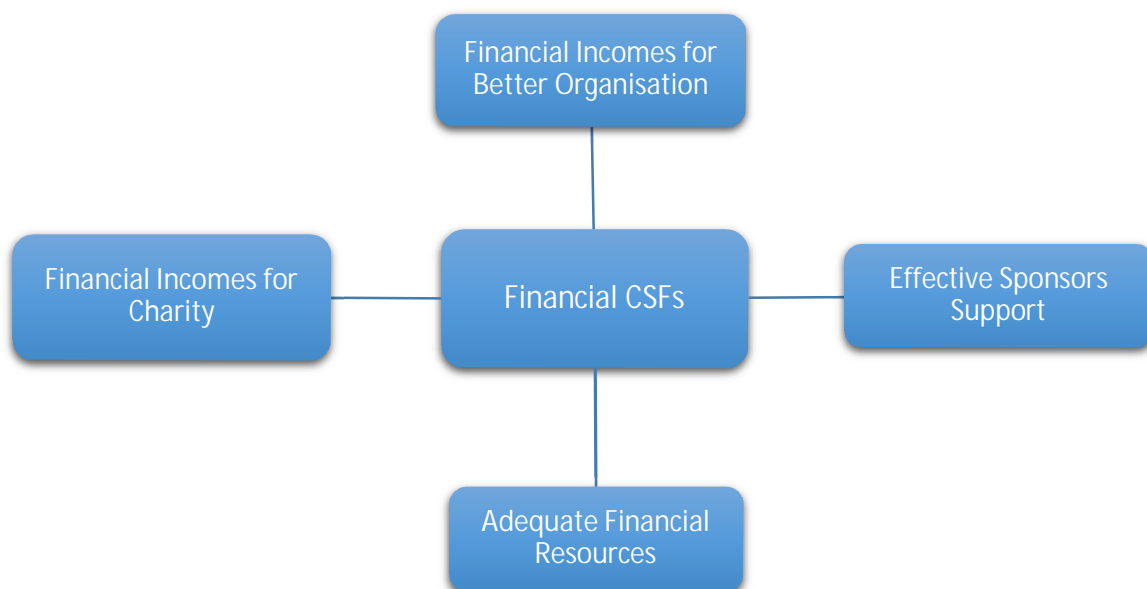 Financial Incomes for
Better Organisation
Financial Incomes for
Charity
Financial CSFs
Effective Sponsors
Support
Adequate Financial
Resources